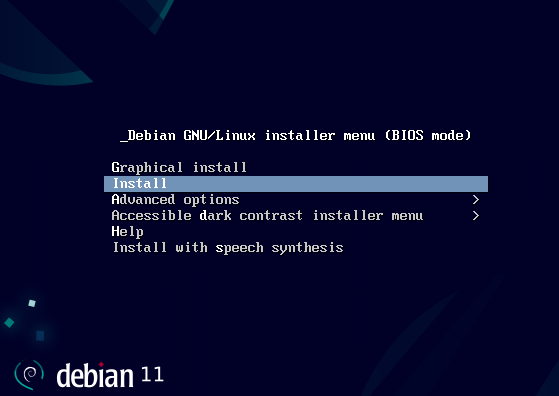 _Debian GNU/Linux installer menu (BIOS mode)
Graphical install
Install
Advanced options >
Accessible dark contrast installer menu >
Help
Install with speech synthesis
debian 11